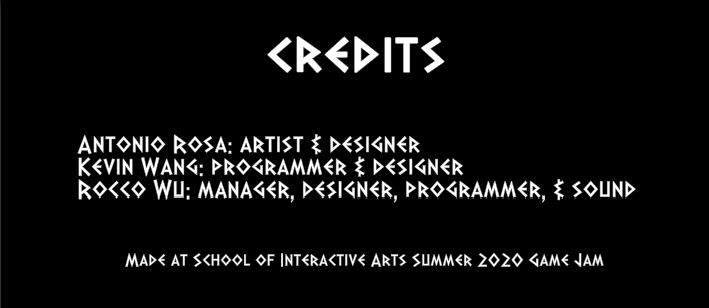 CREDITS
Antonio Rosa: artist & designer
Kevin Wang: programmer & designer
Rocco Wu: manager, designer, programmer, & sound
Made at School of Interactive Arts Summer 2020 Game Jam